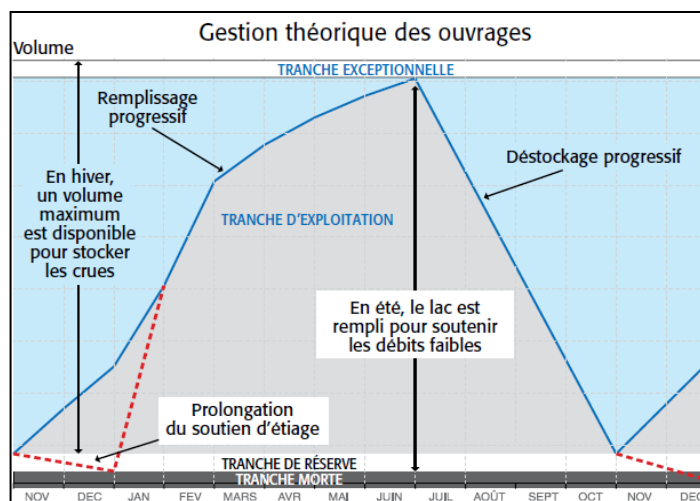 Gestion théorique des ouvrages
Volume
TRANCHE EXCEPTIONNELLE
Remplissage
progressif
Déstockage progressif
En hiver,
un volume
maximum
est disponible
pour stocker
les crues
TRANCHE D'EXPLOITATION
En été, le lac est
rempli pour soutenir
les débits faibles
Prolongation
du soutien d'étiage
TRANCHE DE RÉSERVE
TRANCHE MORTE
NOV DEC JAN FEV MARS AVR MAI JUIN JUIL AOÛT SEPT OCT NOV DEC